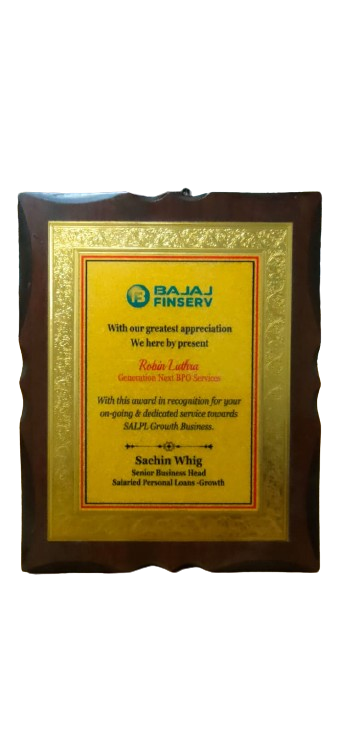 BAJAJ
FINSERV
With our greatest appreciation
We here by present
Robin Luthra
Generation Next BPO Services
With this award in recognition for your
on-going & dedicated service towards
SALPL Growth Business.
Sachin Whig
Senior Business Head
Salaried Personal Loans -Growth